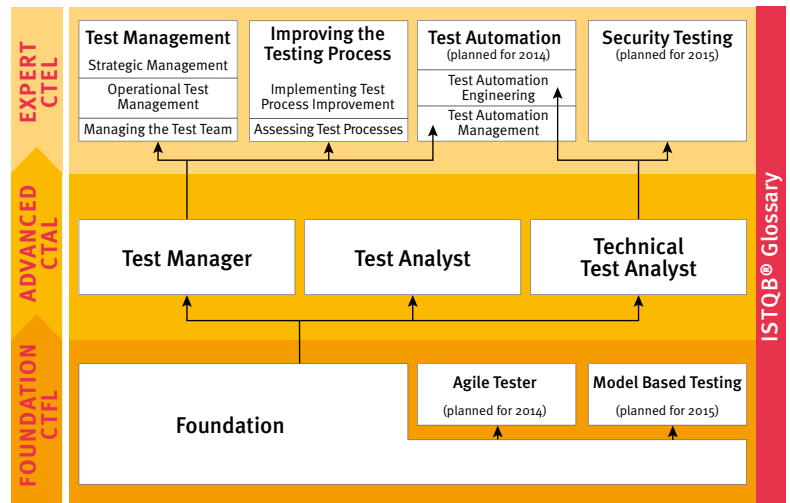 EXPERT
CTEL
Test Management
Strategic Management
Operational Test
Management
Managing the Test Team
Improving the
Testing Process
Implementing Test
Process Improvement
Assessing Test Processes
Test Automation
(planned for 2014)
Test Automation
Engineering
Test Automation
Management
Security Testing
(planned for 2015)
ADVANCED
CTAL
Test Manager
Test Analyst
Technical
Test Analyst
FOUNDATION
CTFL
Foundation
Agile Tester
(planned for 2014)
Model Based Testing
(planned for 2015)
ISTQB® Glossary